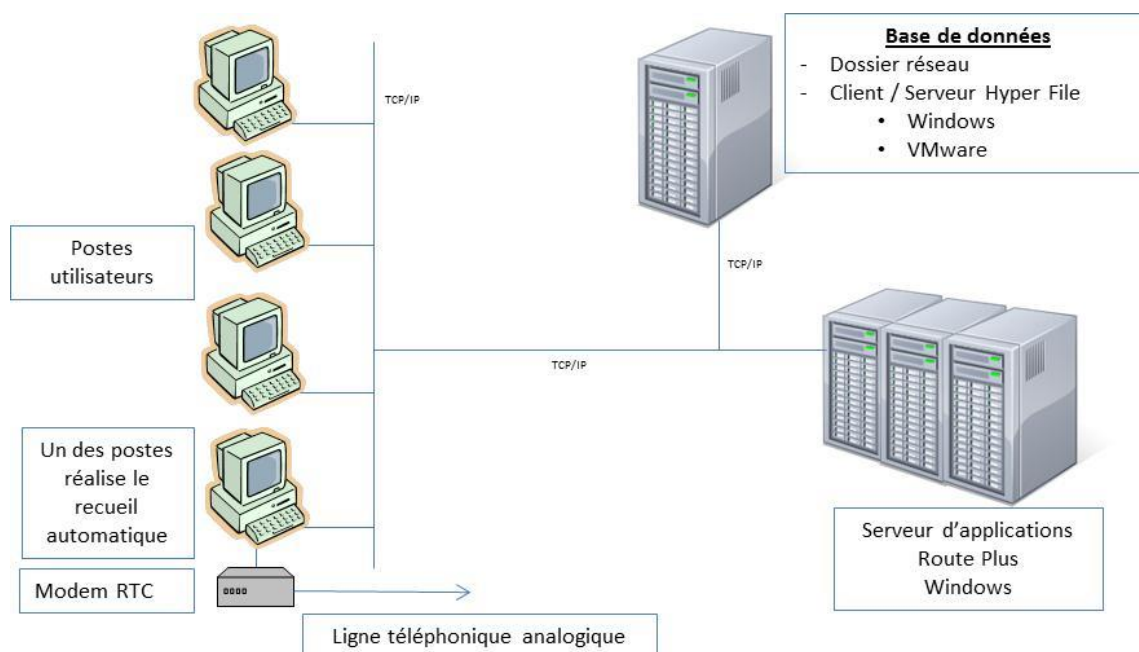 Base de données
- Dossier réseau
- Client / Serveur Hyper File
• Windows
• VMware
TCP/IP
Postes
utilisateurs
TCP/IP
TCP/IP
Un des postes
réalise le
recueil
automatique
Serveur d'applications
Route Plus
Windows
Modem RTC
Ligne téléphonique analogique